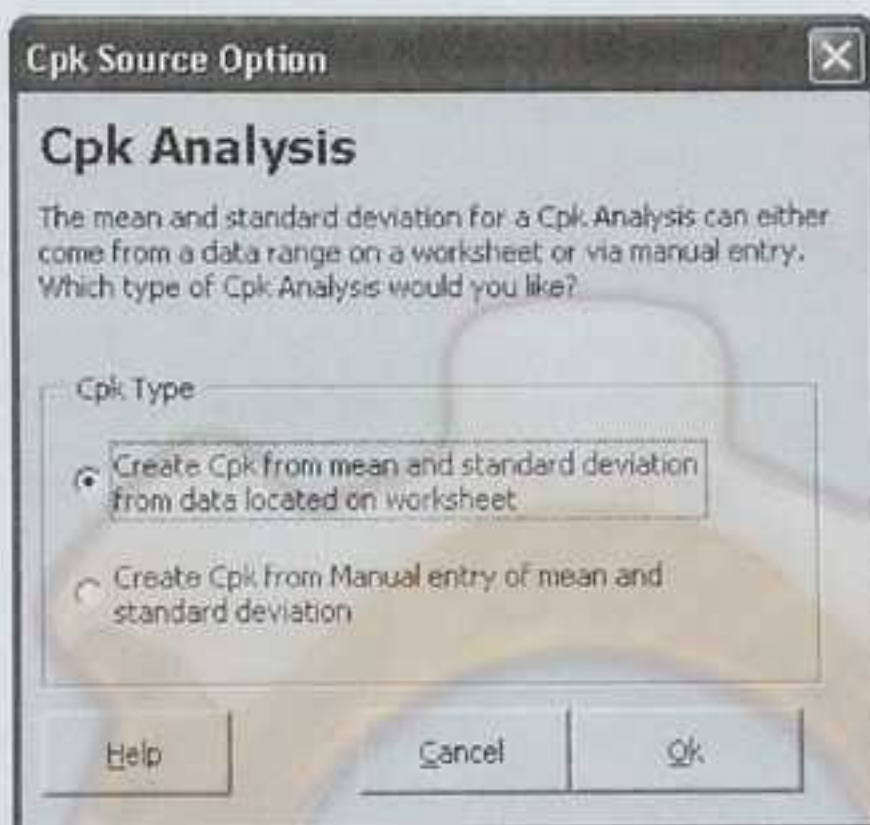 Cpk Source Option
Cpk Analysis
The mean and standard deviation for a Cpk Analysis can either
come from a data range on a worksheet or via manual entry.
Which type of Cpk Analysis would you like?
Cpk Type
Create Cpk from mean and standard deviation
from data located on worksheet
Create Cpk from Manual entry of mean and
standard deviation
Help
Cancel
Ok